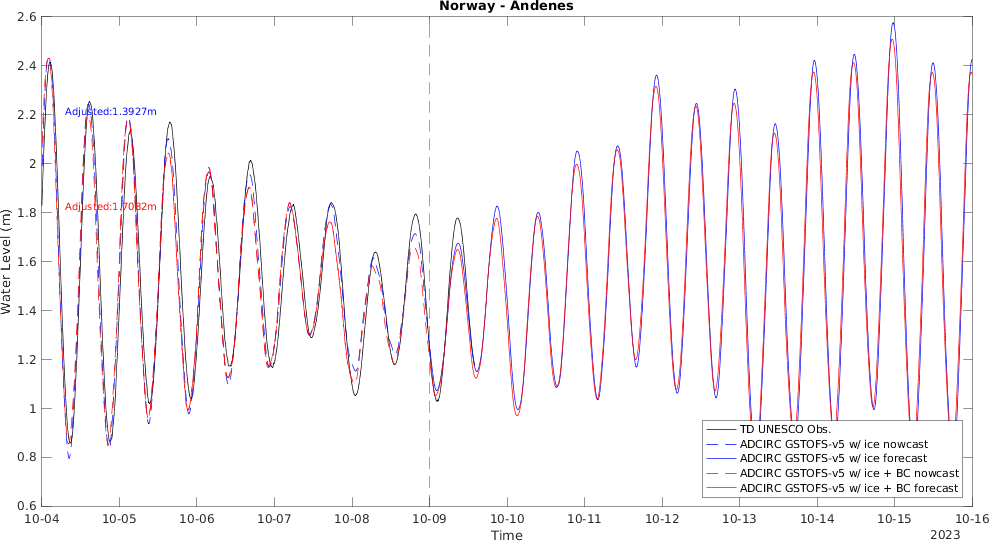 Norway - Andenes
2.6
2.4
2.2
2
1.8
1.6
1.4
1.2
1
0.8
0.6
Water Level (m)
Adjusted:1.3927m
Adjusted:1.7082m
TD UNESCO Obs.
ADCIRC GSTOFS-v5 w/ ice nowcast
ADCIRC GSTOFS-v5 w/ ice forecast
ADCIRC GSTOFS-v5 w/ ice + BC nowcast
ADCIRC GSTOFS-v5 w/ ice + BC forecast
10-04 10-05 10-06 10-07 10-08 10-09 10-10 10-11 10-12 10-13 10-14 10-15 10-16
Time
2023